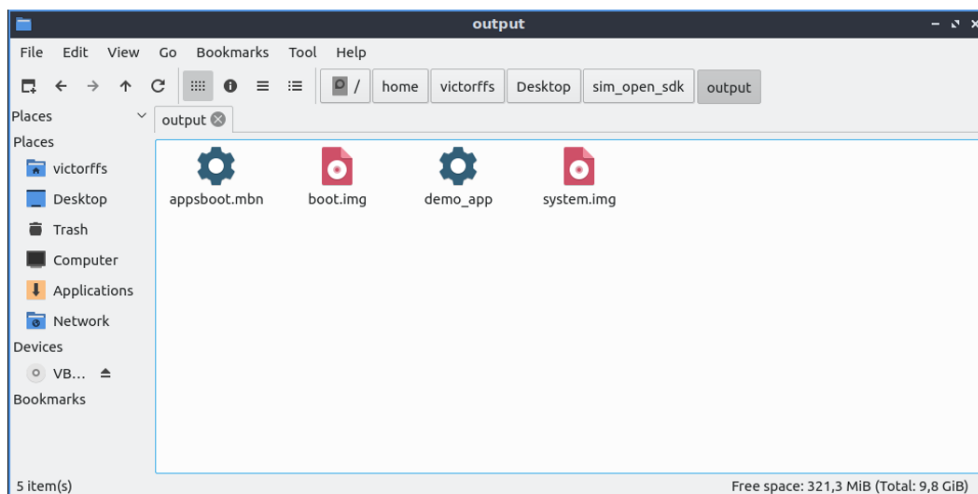 output
File Edit View Go Bookmarks Tool Help
/ home victorffs Desktop sim_open_sdk output
Places
output
Places
victorffs
Desktop
Trash
Computer
Applications
Network
Devices
VB...
Bookmarks
appsboot.mbn boot.img demo_app system.img
5 item(s) Free space: 321,3 MiB (Total: 9,8 GiB)